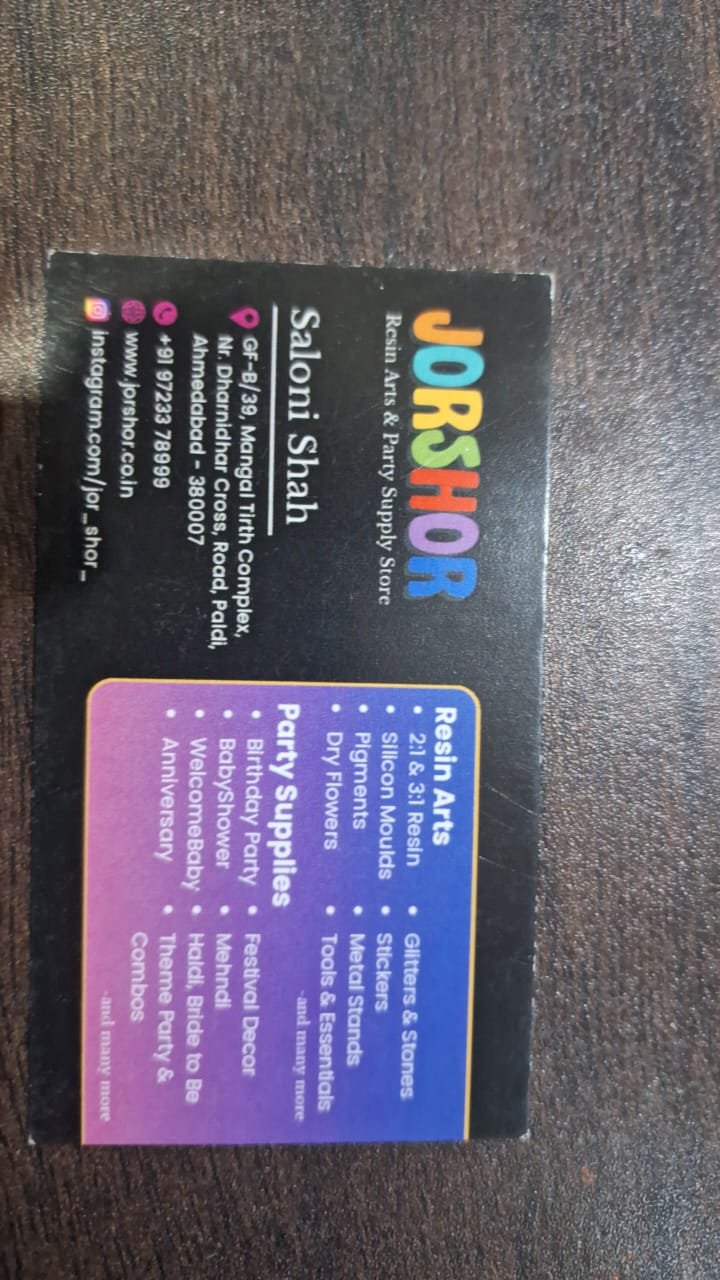 JORSHOR
Resin Arts & Party Supply Store
Saloni Shah
GF-B/39, Mangal Tirth Complex,
Nr. Dharnidhar Cross, Road, Paldi,
Ahmedabad - 380007
+91 97233 78999
www.jorshor.co.in
instagram.com/jor_shor_
Resin Arts
• 2:1 & 3:1 Resin
• Silicon Moulds
• Pigments
• Dry Flowers
• Glitters & Stones
• Stickers
• Metal Stands
• Tools & Essentials
-and many more
Party Supplies
• Birthday Party
• BabyShower
• WelcomeBaby
• Anniversary
• Festival Decor
• Mehndi
• Haldi, Bride to Be
• Theme Party &
Combos
-and many more